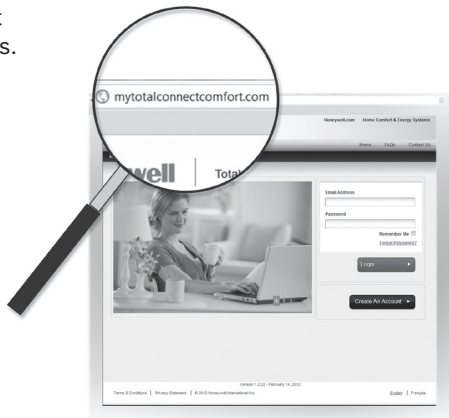 t
s.
mytotalconnectcomfort.com
well | Total
Honeywell.com Home Comfort & Energy Systems
Home FAQs Contact Us
Email Address
Password
Remember Me
Forgot Password?
Login
Create An Account
Version 1.2.22 - February 14, 2012
Terms & Conditions | Privacy Statement | © 2012 Honeywell International Inc.
English | Français